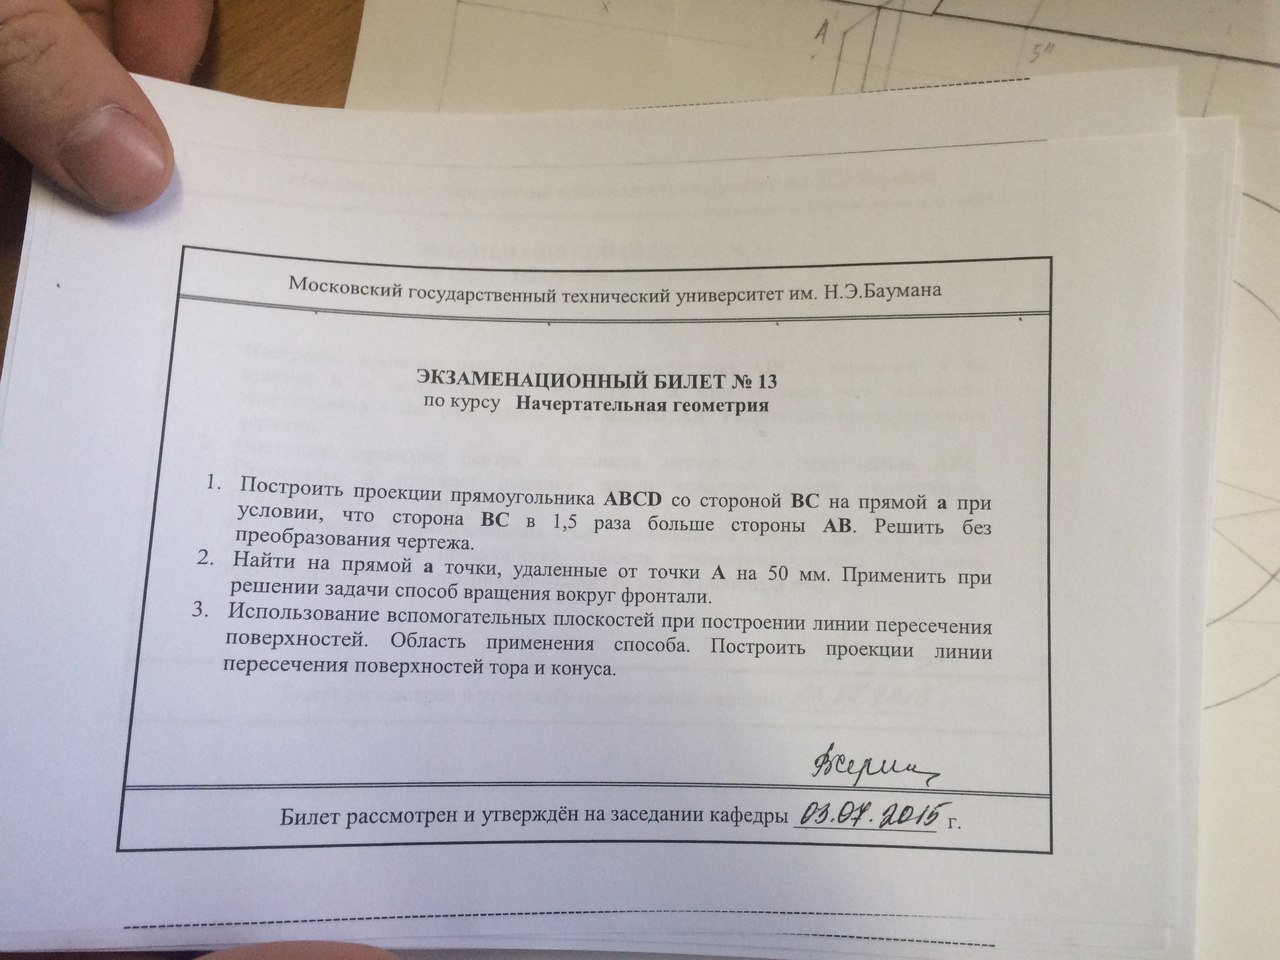 A
5"
Московский государственный технический университет им. Н.Э.Баумана
ЭКЗАМЕНАЦИОННЫЙ БИЛЕТ № 13
по курсу Начертательная геометрия
1. Построить проекции прямоугольника ABCD со стороной BC на прямой a при
условии, что сторона BC в 1,5 раза больше стороны AB. Решить без
преобразования чертежа.
2. Найти на прямой a точки, удаленные от точки A на 50 мм. Применить при
решении задачи способ вращения вокруг фронтали.
3. Использование вспомогательных плоскостей при построении линии пересечения
поверхностей. Область применения способа. Построить проекции линии
пересечения поверхностей тора и конуса.
Билет рассмотрен и утверждён на заседании кафедры 03.07.2015 г.